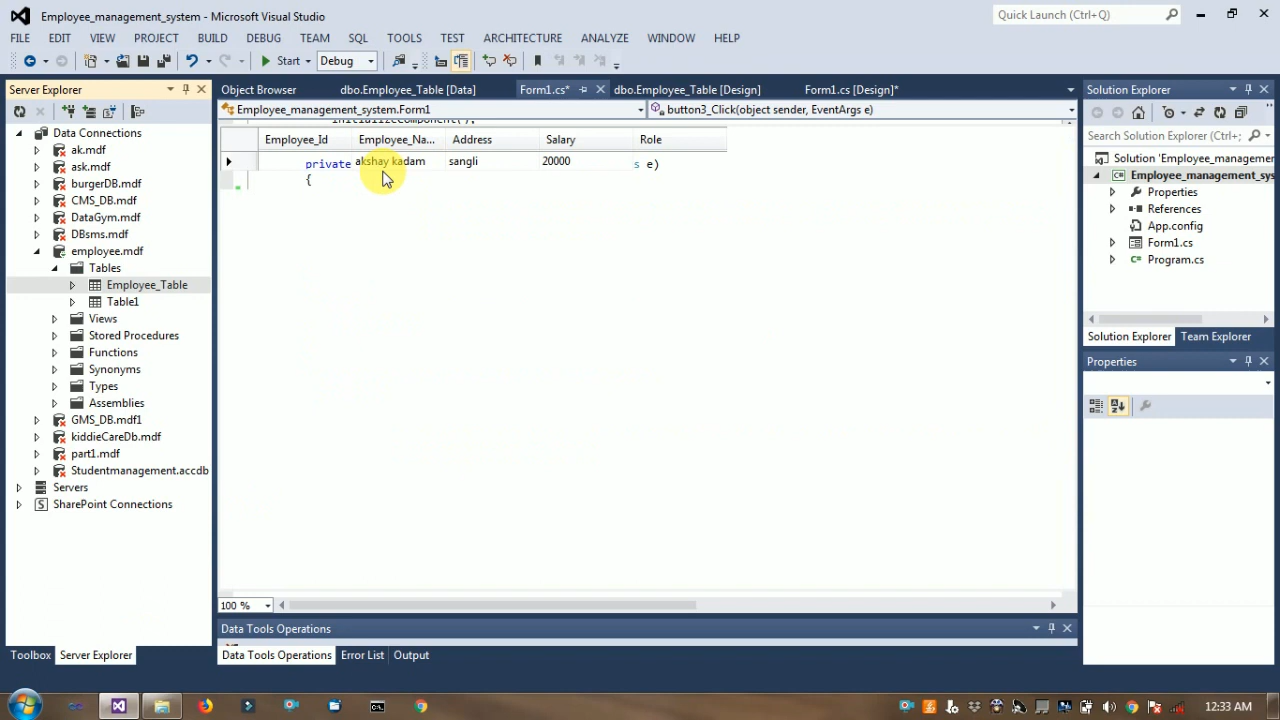 Employee_management_system - Microsoft Visual Studio
Quick Launch (Ctrl+Q)
FILE EDIT VIEW PROJECT BUILD DEBUG TEAM SQL TOOLS TEST ARCHITECTURE ANALYZE WINDOW HELP
Start Debug
Server Explorer
Data Connections
ak.mdf
ask.mdf
burgerDB.mdf
CMS_DB.mdf
DataGym.mdf
DBsms.mdf
employee.mdf
Tables
Employee_Table
Table1
Views
Stored Procedures
Functions
Synonyms
Types
Assemblies
GMS_DB.mdf1
kiddieCareDb.mdf
part1.mdf
Studentmanagement.accdb
Servers
SharePoint Connections
Toolbox Server Explorer
Object Browser dbo.Employee_Table [Data] Form1.cs* dbo.Employee_Table [Design] Form1.cs [Design]*
Employee_management_system.Form1 button3_Click(object sender, EventArgs e)
Employee_Id Employee_Na... Address Salary Role
private akshay kadam sangli 20000 s e)
{
100 %
Data Tools Operations
Data Tools Operations Error List Output
Solution Explorer
Search Solution Explorer (Ctrl+;)
Solution 'Employee_managemer
Employee_management_sys
Properties
References
App.config
Form1.cs
Program.cs
Solution Explorer Team Explorer
Properties
12:33 AM